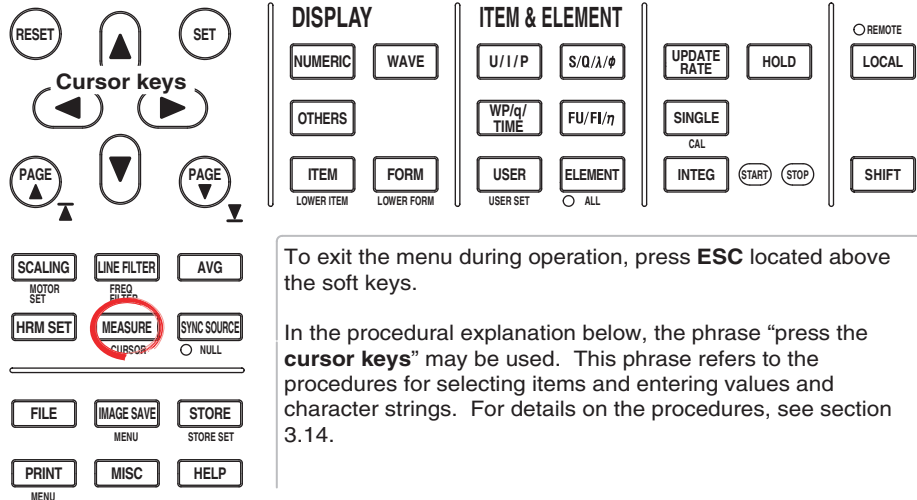 RESET
SET
Cursor keys
PAGE
PAGE
DISPLAY
NUMERIC WAVE
OTHERS
ITEM FORM
LOWER ITEM LOWER FORM
ITEM & ELEMENT
U / I / P S/Q/λ/ϕ
WP/q/
TIME
FU/FI/η
USER ELEMENT
USER SET ALL
UPDATE
RATE
HOLD
SINGLE
CAL
INTEG START STOP
REMOTE
LOCAL
SHIFT
SCALING LINE FILTER AVG
MOTOR
SET
FREQ
FILTER
HRM SET MEASURE SYNC SOURCE
CURSOR NULL
FILE IMAGE SAVE STORE
MENU STORE SET
PRINT MISC HELP
MENU
To exit the menu during operation, press ESC located above
the soft keys.
In the procedural explanation below, the phrase “press the
cursor keys” may be used. This phrase refers to the
procedures for selecting items and entering values and
character strings. For details on the procedures, see section
3.14.